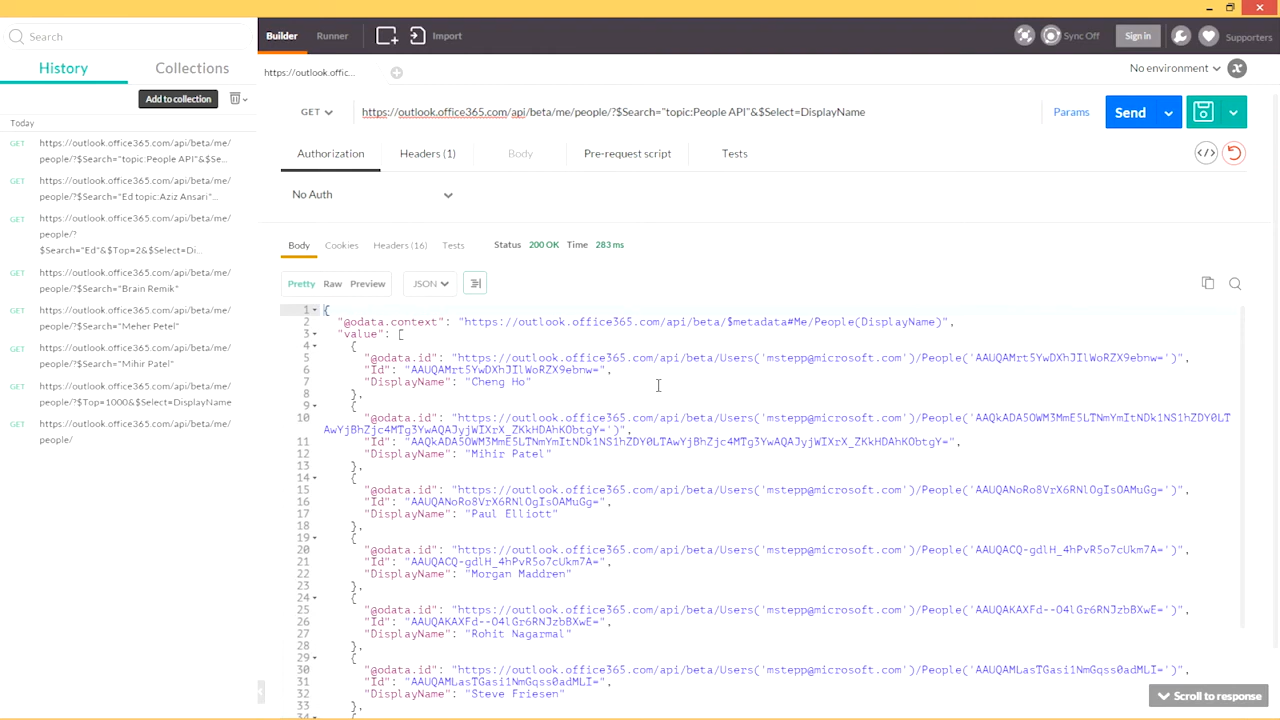 Search
History
Collections
Add to collection
Today
GET
https://outlook.office365.com/api/beta/me/
people/?$Search="topic:People API"&$Se...
GET
https://outlook.office365.com/api/beta/me/
people/?$Search="Ed topic:Aziz Ansari"...
GET
https://outlook.office365.com/api/beta/me/
people/?
$Search="Ed"&$Top=2&$Select=Di...
GET
https://outlook.office365.com/api/beta/me/
people/?$Search="Brain Remik"
GET
https://outlook.office365.com/api/beta/me/
people/?$Search="Meher Petel"
GET
https://outlook.office365.com/api/beta/me/
people/?$Search="Mihir Patel"
GET
https://outlook.office365.com/api/beta/me/
people/?$Top=1000&$Select=DisplayName
GET
https://outlook.office365.com/api/beta/me/
people/
Builder
Runner
Import
Sync Off
Sign in
Supporters
https://outlook.offic...
No environment
GET
https://outlook.office365.com/api/beta/me/people/?$Search="topic:People API"&$Select=DisplayName
Params
Send
Authorization
Headers (1)
Body
Pre-request script
Tests
No Auth
Body
Cookies
Headers (16)
Tests
Status 200 OK Time 283 ms
Pretty
Raw
Preview
JSON
1 {
2 "@odata.context": "https://outlook.office365.com/api/beta/$metadata#Me/People(DisplayName)",
3 "value": [
4 {
5 "@odata.id": "https://outlook.office365.com/api/beta/Users('mstepp@microsoft.com')/People('AAUQAMrt5YwDXhJIlWoRZX9ebnw=')",
6 "Id": "AAUQAMrt5YwDXhJIlWoRZX9ebnw=",
7 "DisplayName": "Cheng Ho"
8 },
9 {
10 "@odata.id": "https://outlook.office365.com/api/beta/Users('mstepp@microsoft.com')/People('AAQkADA5OWM3MmE5LTNmYmItNDk1NS1hZDY0LT
AwYjBhZjc4MTg3YwAQAJyjWIXrX_ZKkHDAhKObtgY=')",
11 "Id": "AAQkADA5OWM3MmE5LTNmYmItNDk1NS1hZDY0LTAwYjBhZjc4MTg3YwAQAJyjWIXrX_ZKkHDAhKObtgY=",
12 "DisplayName": "Mihir Patel"
13 },
14 {
15 "@odata.id": "https://outlook.office365.com/api/beta/Users('mstepp@microsoft.com')/People('AAUQANoRo8VrX6RNlOgIsOAMuGg=')",
16 "Id": "AAUQANoRo8VrX6RNlOgIsOAMuGg=",
17 "DisplayName": "Paul Elliott"
18 },
19 {
20 "@odata.id": "https://outlook.office365.com/api/beta/Users('mstepp@microsoft.com')/People('AAUQACQ-gdlH_4hPvR5o7cUkm7A=')",
21 "Id": "AAUQACQ-gdlH_4hPvR5o7cUkm7A=",
22 "DisplayName": "Morgan Maddren"
23 },
24 {
25 "@odata.id": "https://outlook.office365.com/api/beta/Users('mstepp@microsoft.com')/People('AAUQAKAXFd--O4lGr6RNJzbBXwE=')",
26 "Id": "AAUQAKAXFd--O4lGr6RNJzbBXwE=",
27 "DisplayName": "Rohit Nagarmal"
28 },
29 {
30 "@odata.id": "https://outlook.office365.com/api/beta/Users('mstepp@microsoft.com')/People('AAUQAMLasTGasi1NmGqss0adMLI=')",
31 "Id": "AAUQAMLasTGasi1NmGqss0adMLI=",
32 "DisplayName": "Steve Friesen"
33 },
34 {
Scroll to response